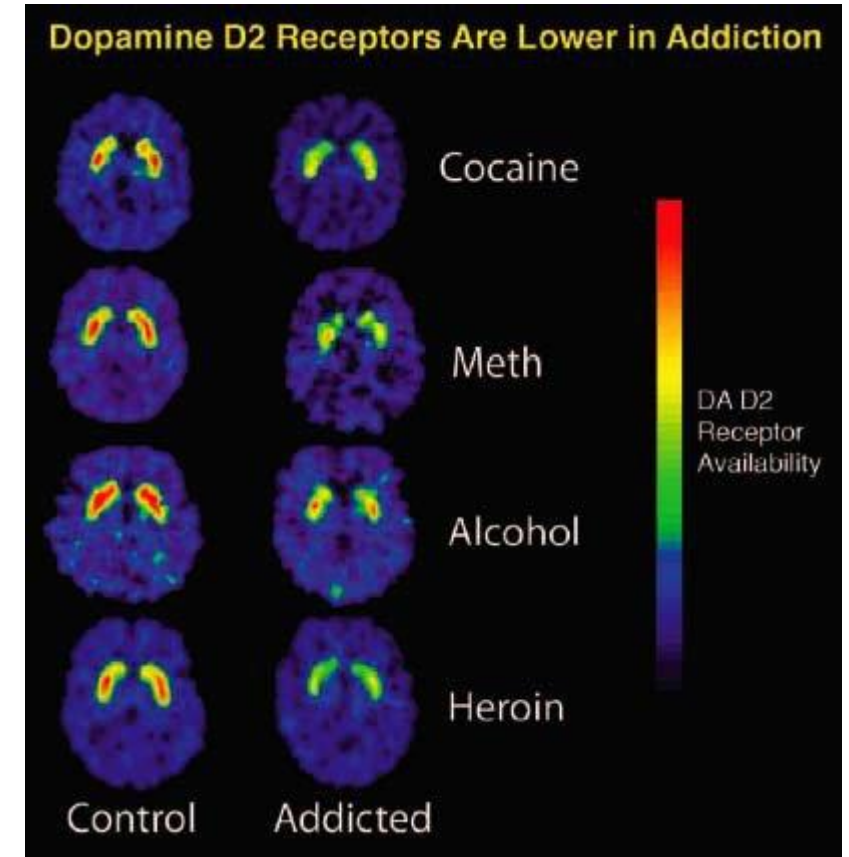 Dopamine D2 Receptors Are Lower in Addiction
Cocaine
Meth
DA D2
Receptor
Availability
Alcohol
Heroin
Control Addicted